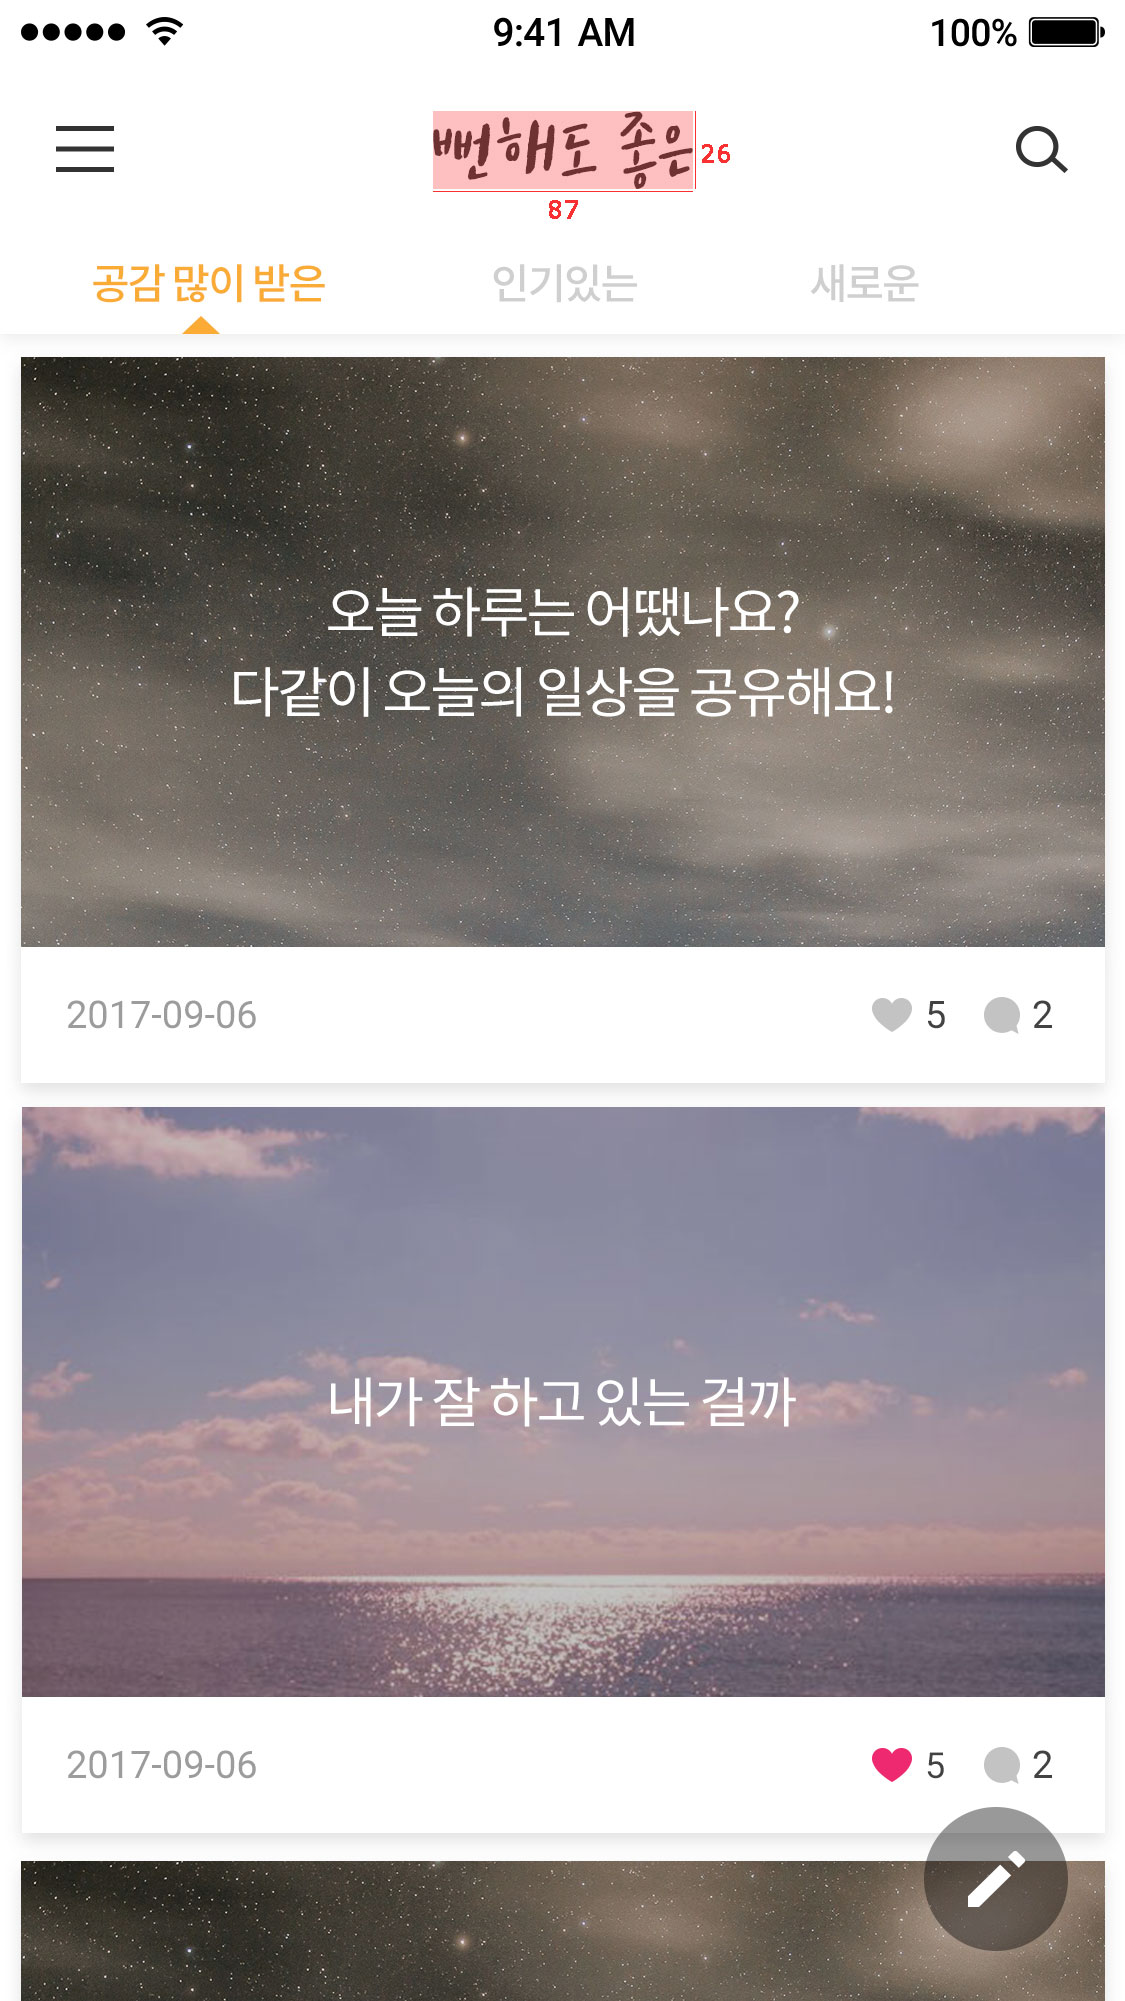 9:41 AM
100%
뻔해도 좋은
26
87
공감 많이 받은 인기있는 새로운
오늘 하루는 어땠나요?
다같이 오늘의 일상을 공유해요!
2017-09-06 5 2
내가 잘 하고 있는 걸까
2017-09-06 5 2